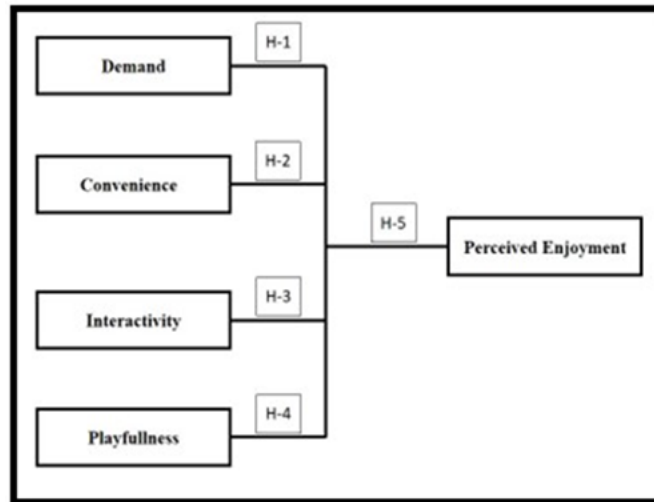 H-1
Demand
H-2
Convenience
H-5
Perceived Enjoyment
H-3
Interactivity
H-4
Playfullness